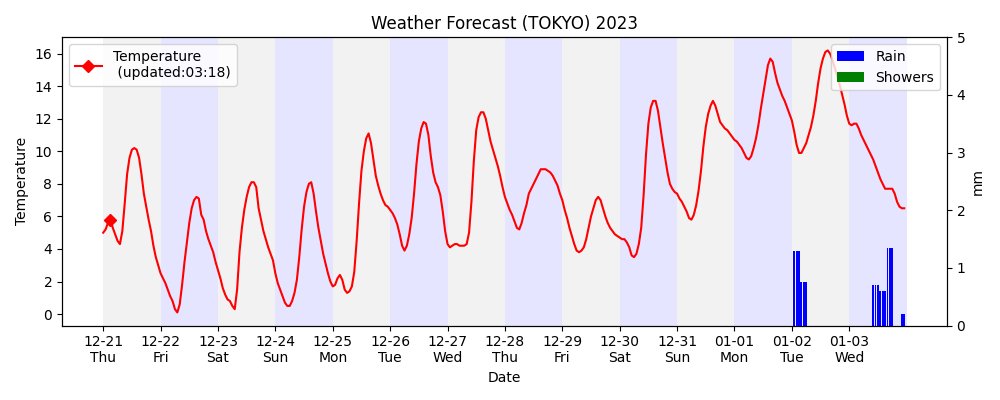 Weather Forecast (TOKYO) 2023
Temperature
(updated:03:18)
Rain
Showers
Temperature
16
14
12
10
8
6
4
2
0
5
4
3
2
1
0
mm
12-21 12-22 12-23 12-24 12-25 12-26 12-27 12-28 12-29 12-30 12-31 01-01 01-02 01-03
Thu Fri Sat Sun Mon Tue Wed Thu Fri Sat Sun Mon Tue Wed
Date